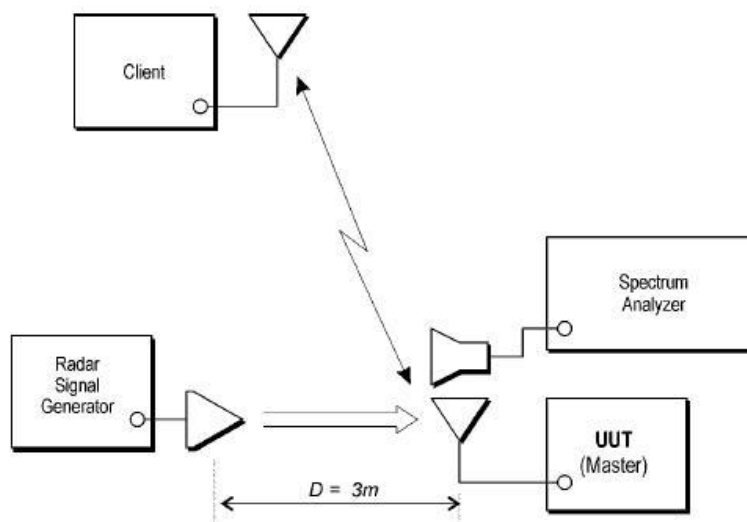 Client
Spectrum
Analyzer
Radar
Signal
Generator
UUT
(Master)
D = 3m